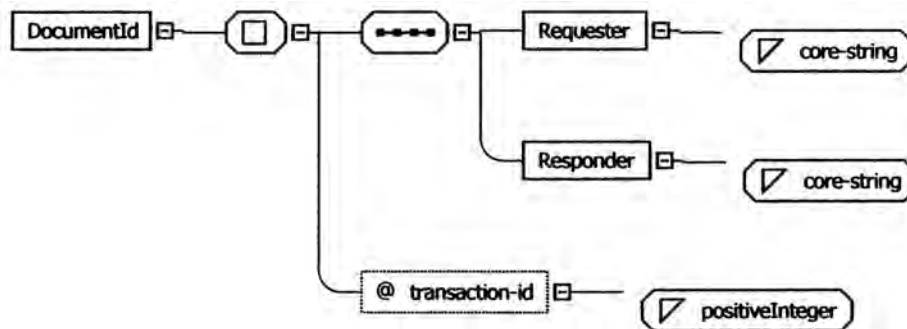 DocumentId
Requester
core-string
Responder
core-string
@ transaction-id
positiveInteger